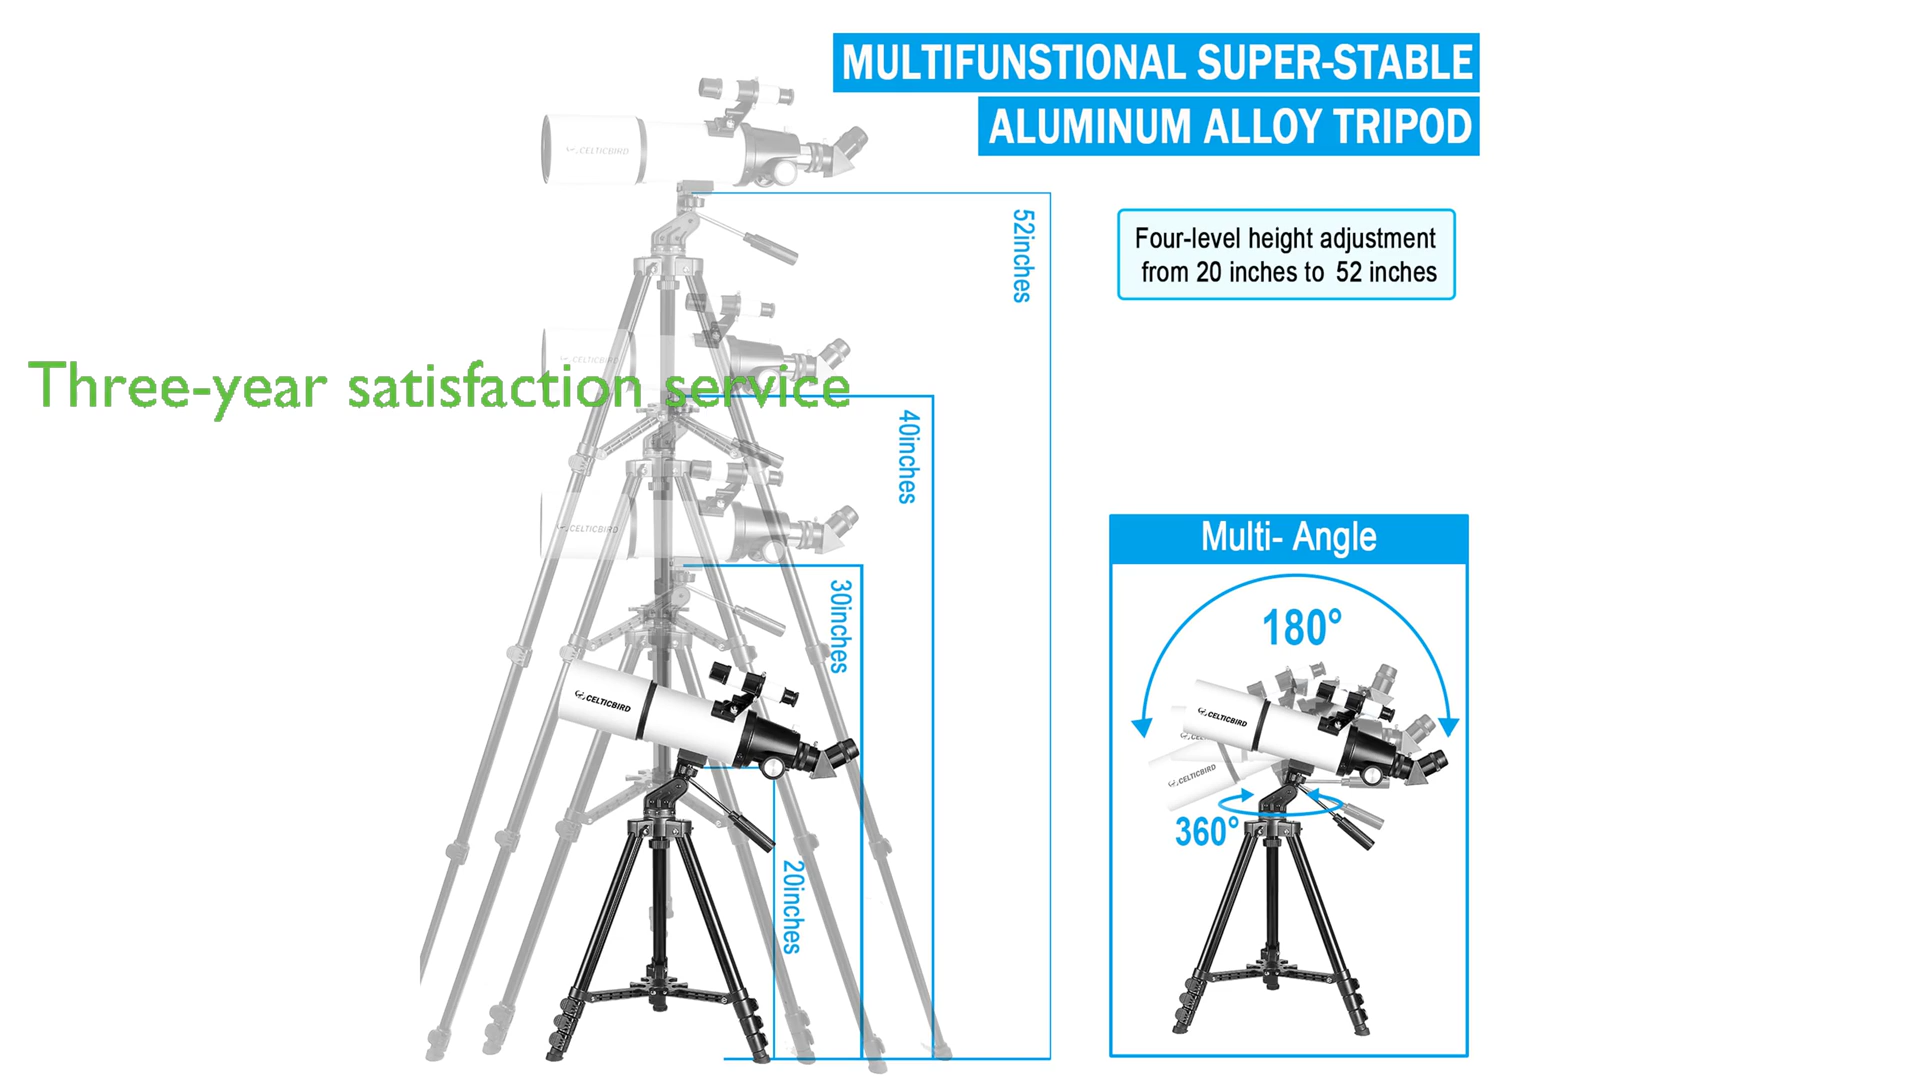 MULTIFUNSTIONAL SUPER-STABLE
ALUMINUM ALLOY TRIPOD
CELTICBIRD
52inches
Four-level height adjustment
from 20 inches to 52 inches
CELTICBIRD
Three-year satisfaction service
40inches
CELTICBIRD
30inches
CELTICBIRD
20inches
Multi- Angle
180°
CELTICBIRD
CELTICBIRD
360°